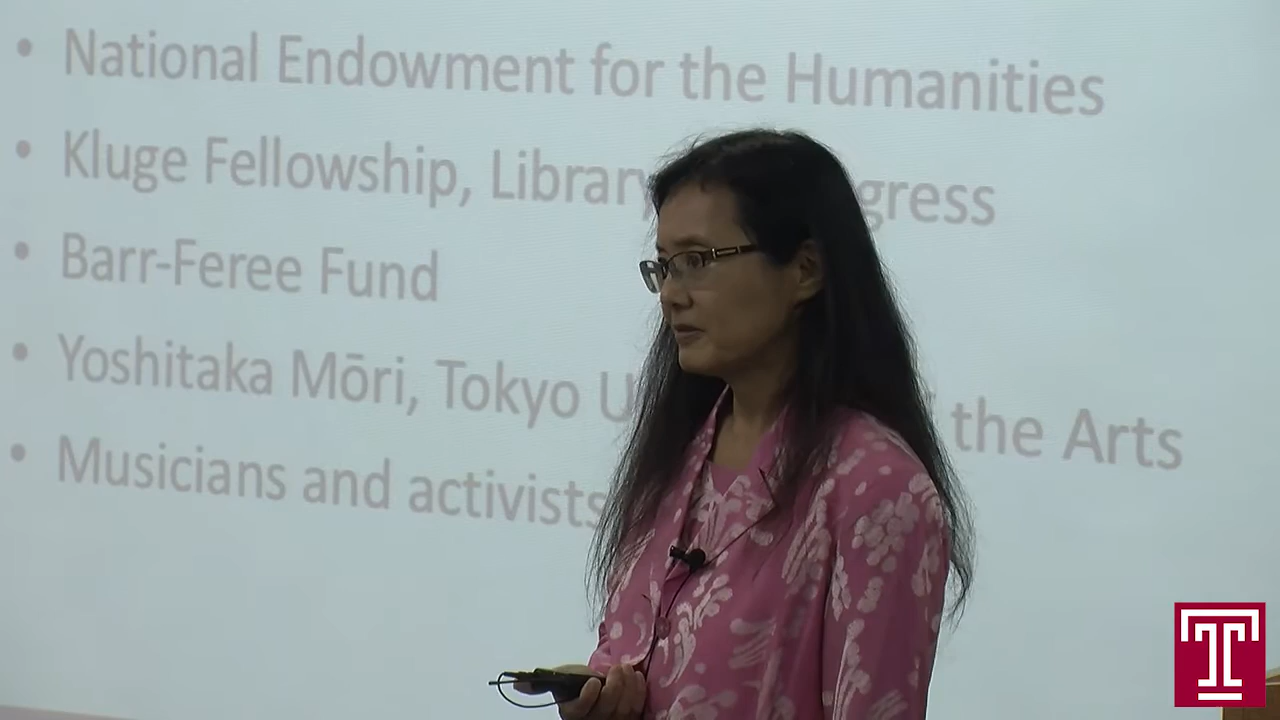 • National Endowment for the Humanities
• Kluge Fellowship, Library gress
• Barr-Feree Fund
• Yoshitaka Mōri, Tokyo U the Arts
• Musicians and activists
T